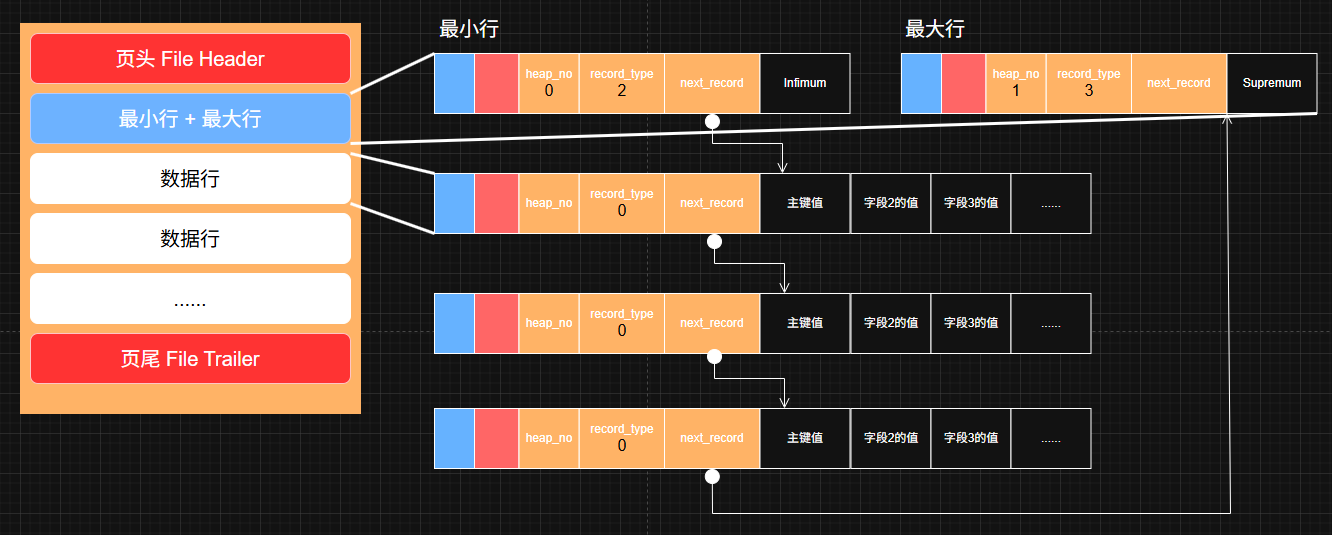 页头 File Header
最小行 + 最大行
数据行
数据行
......
页尾 File Trailer
最小行
heap_no
0
record_type
2
next_record
Infimum
最大行
heap_no
1
record_type
3
next_record
Supremum
heap_no
record_type
0
next_record
主键值
字段2的值
字段3的值
......
heap_no
record_type
0
next_record
主键值
字段2的值
字段3的值
......
heap_no
record_type
0
next_record
主键值
字段2的值
字段3的值
......